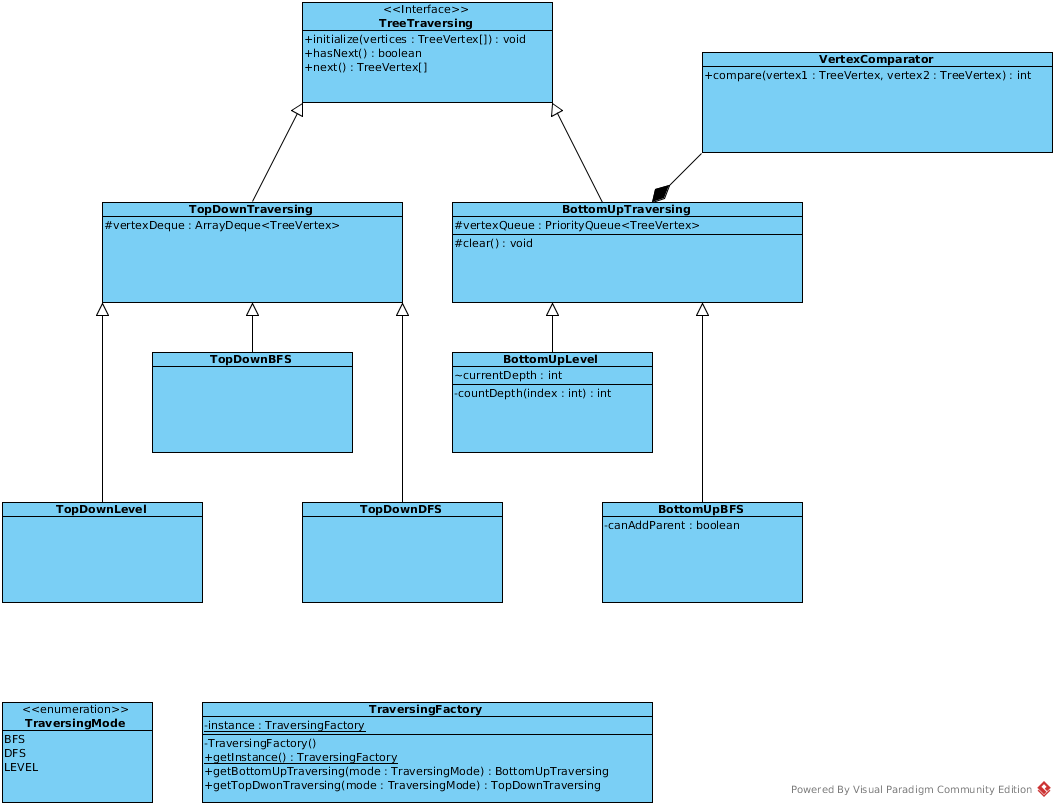 <<Interface>>
TreeTraversing
+initialize(vertices : TreeVertex[]) : void
+hasNext() : boolean
+next() : TreeVertex[]
VertexComparator
+compare(vertex1 : TreeVertex, vertex2 : TreeVertex) : int
TopDownTraversing
#vertexDeque : ArrayDeque<TreeVertex>
BottomUpTraversing
#vertexQueue : PriorityQueue<TreeVertex>
#clear() : void
TopDownBFS
BottomUpLevel
~currentDepth : int
-countDepth(index : int) : int
TopDownLevel
TopDownDFS
BottomUpBFS
-canAddParent : boolean
<<enumeration>>
TraversingMode
BFS
DFS
LEVEL
TraversingFactory
-instance : TraversingFactory
-TraversingFactory()
+getInstance() : TraversingFactory
+getBottomUpTraversing(mode : TraversingMode) : BottomUpTraversing
+getTopDwonTraversing(mode : TraversingMode) : TopDownTraversing
Powered By Visual Paradigm Community Edition